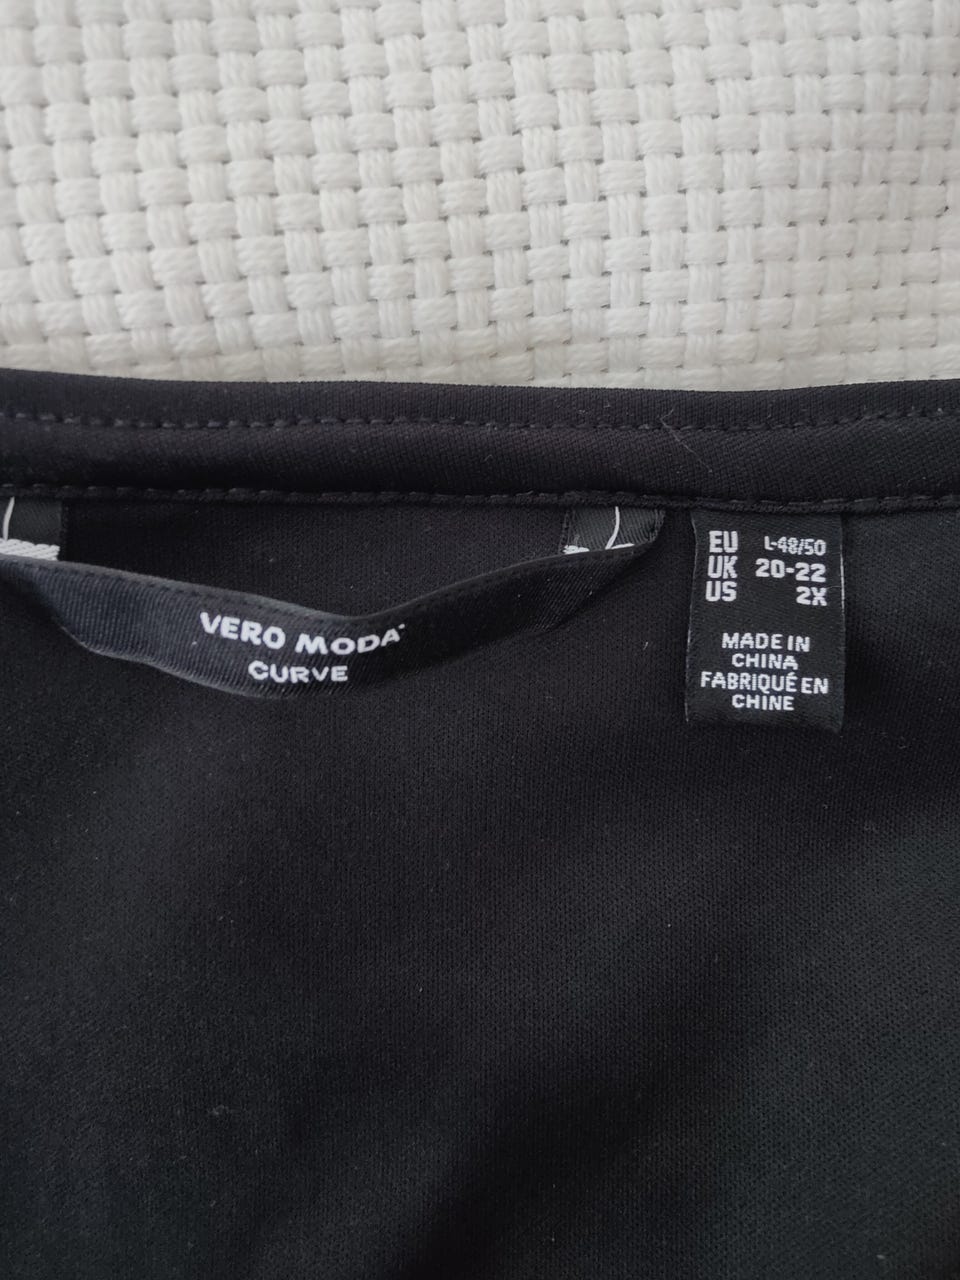 VERO MODA
CURVE
EU L-48/50
UK 20-22
US 2X
MADE IN
CHINA
FABRIQUÉ EN
CHINE